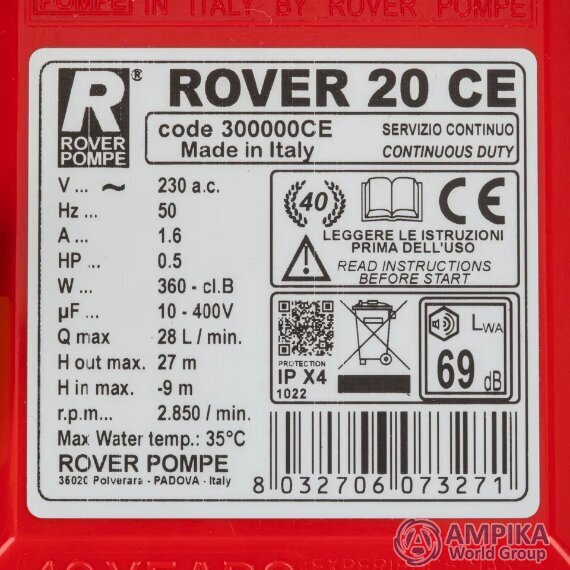 POMPE IN ITALY BY ROVER POMPE
R®
ROVER
POMPE
ROVER 20 CE
code 300000CE
Made in Italy
SERVIZIO CONTINUO
CONTINUOUS DUTY
V ... ~ 230 a.c.
Hz ... 50
A ... 1.6
HP ... 0.5
W ... 360 - cl.B
µF ... 10 - 400V
Q max 28 L / min.
H out max. 27 m
H in max. -9 m
r.p.m... 2.850 / min.
Max Water temp.: 35°C
ROVER POMPE
35020 Polverara - PADOVA - Italy
40
CE
LEGGERE LE ISTRUZIONI
PRIMA DELL'USO
READ INSTRUCTIONS
BEFORE START
PROTECTION
IP X4
1022
LWA
69 dB
8 032706 073271
AMPIKA
World Group